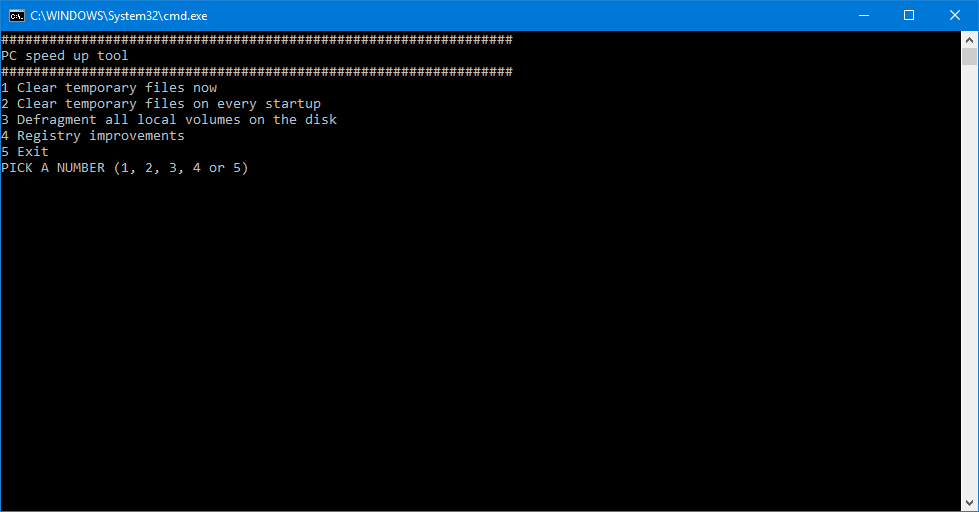 C:\WINDOWS\System32\cmd.exe
################################################################
PC speed up tool
################################################################
1 Clear temporary files now
2 Clear temporary files on every startup
3 Defragment all local volumes on the disk
4 Registry improvements
5 Exit
PICK A NUMBER (1, 2, 3, 4 or 5)